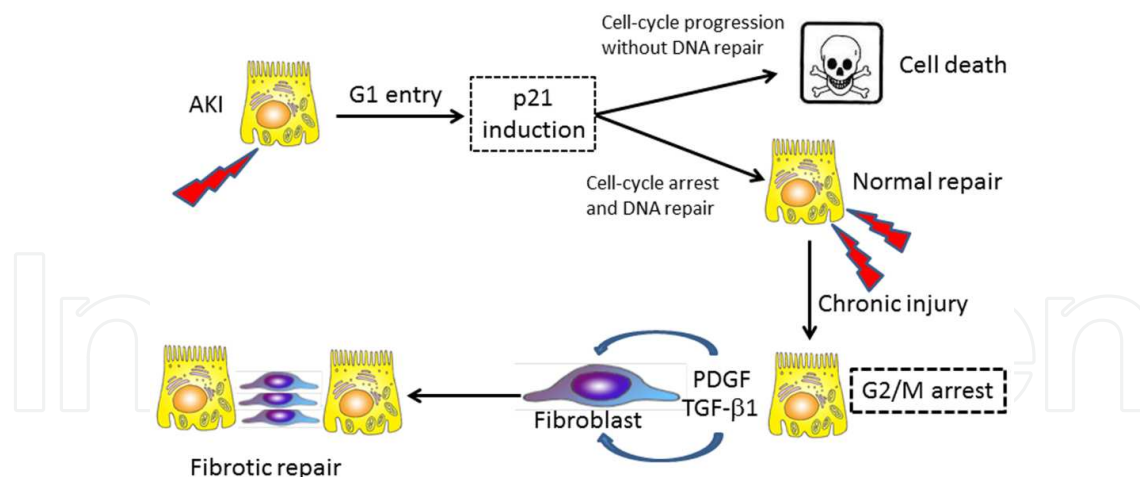 Cell-cycle progression
without DNA repair
Cell death
AKI
G1 entry
p21
induction
Cell-cycle arrest
and DNA repair
Normal repair
Chronic injury
G2/M arrest
PDGF
TGF-β1
Fibroblast
Fibrotic repair